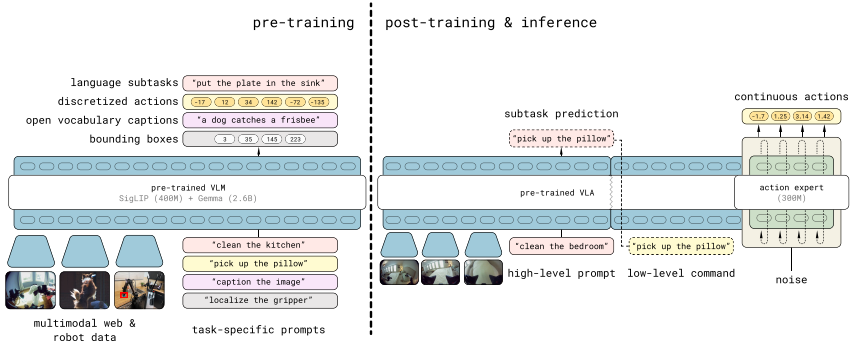 pre-training
language subtasks "put the plate in the sink"
discretized actions -17 12 34 142 -72 -135
open vocabulary captions "a dog catches a frisbee"
bounding boxes 3 35 145 223
pre-trained VLM
SigLIP (400M) + Gemma (2.6B)
"clean the kitchen"
"pick up the pillow"
"caption the image"
"localize the gripper"
multimodal web &
robot data
task-specific prompts
post-training & inference
subtask prediction
"pick up the pillow"
continuous actions
-1.7 1.25 3.14 1.42
pre-trained VLA
action expert
(300M)
"clean the bedroom"
"pick up the pillow"
high-level prompt
low-level command
noise